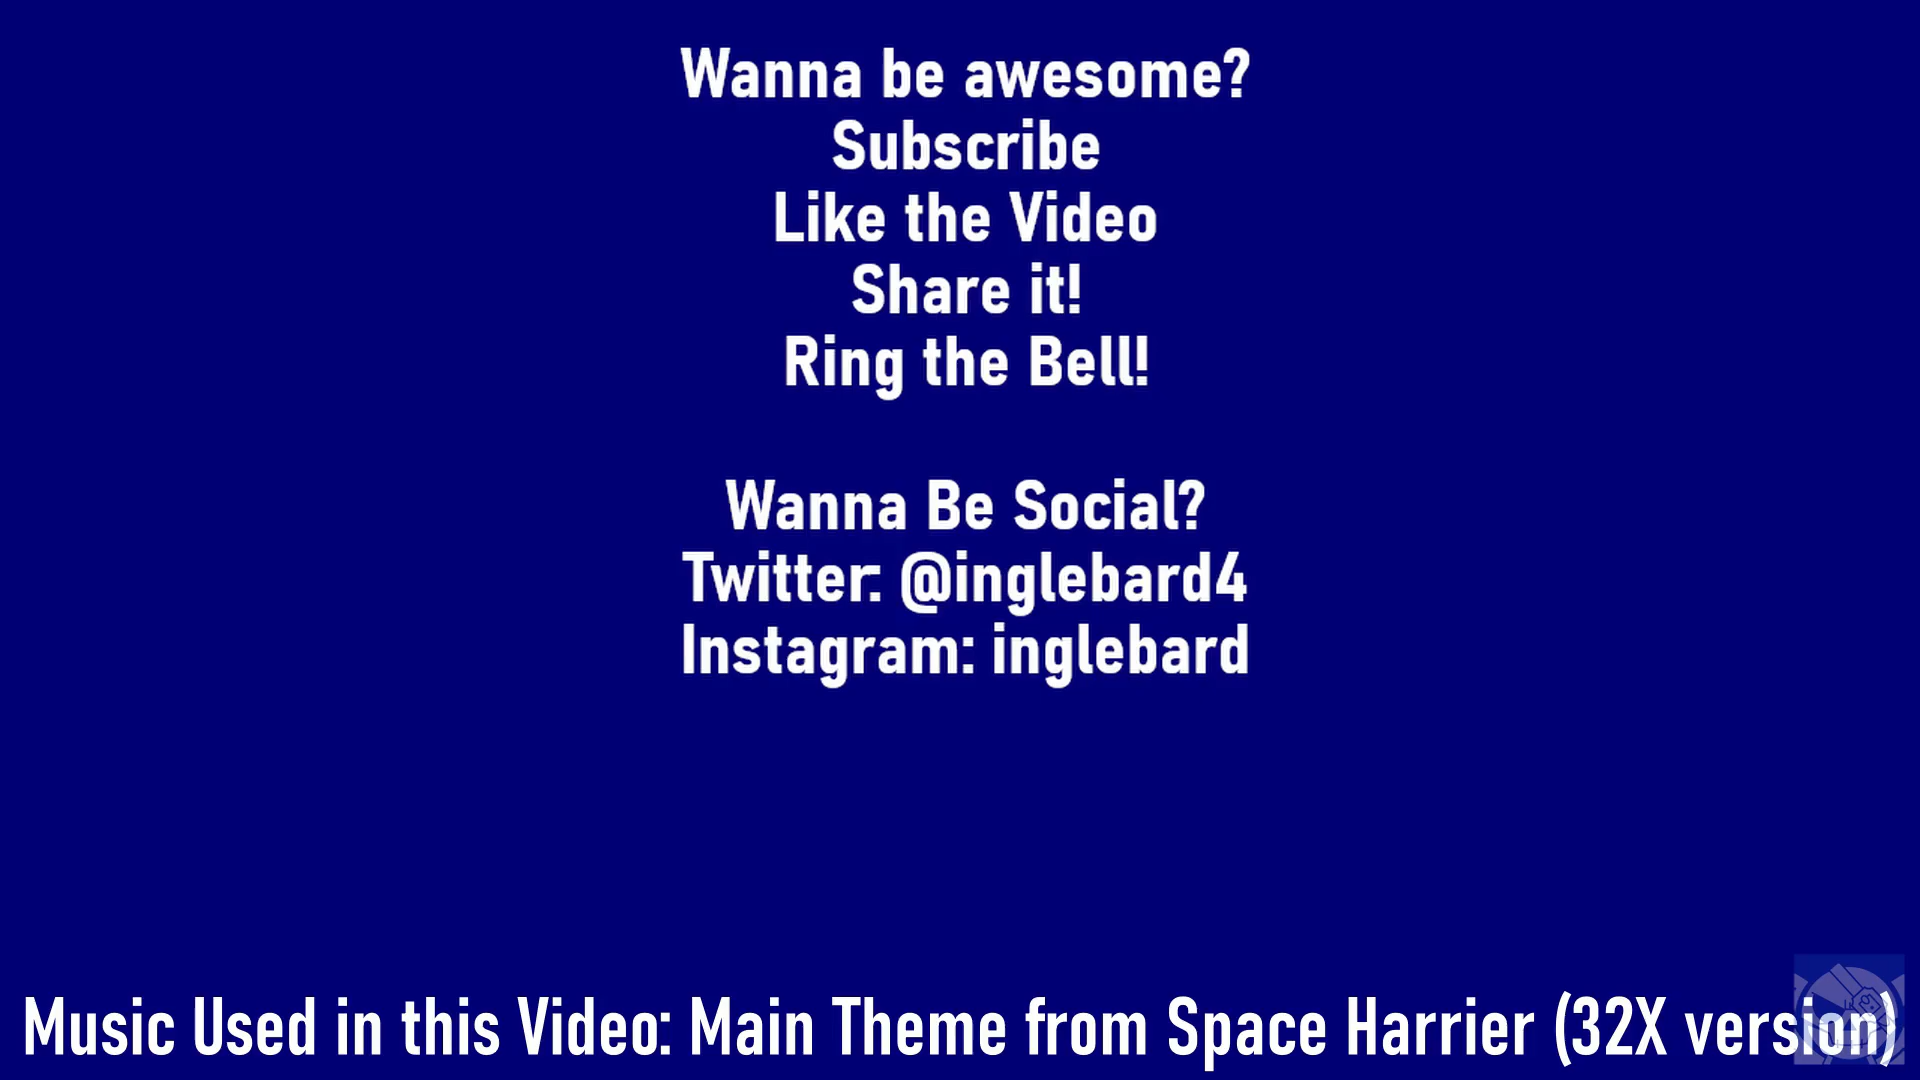 Wanna be awesome?
Subscribe
Like the Video
Share it!
Ring the Bell!
Wanna Be Social?
Twitter: @inglebard4
Instagram: inglebard
Music Used in this Video: Main Theme from Space Harrier (32X version)